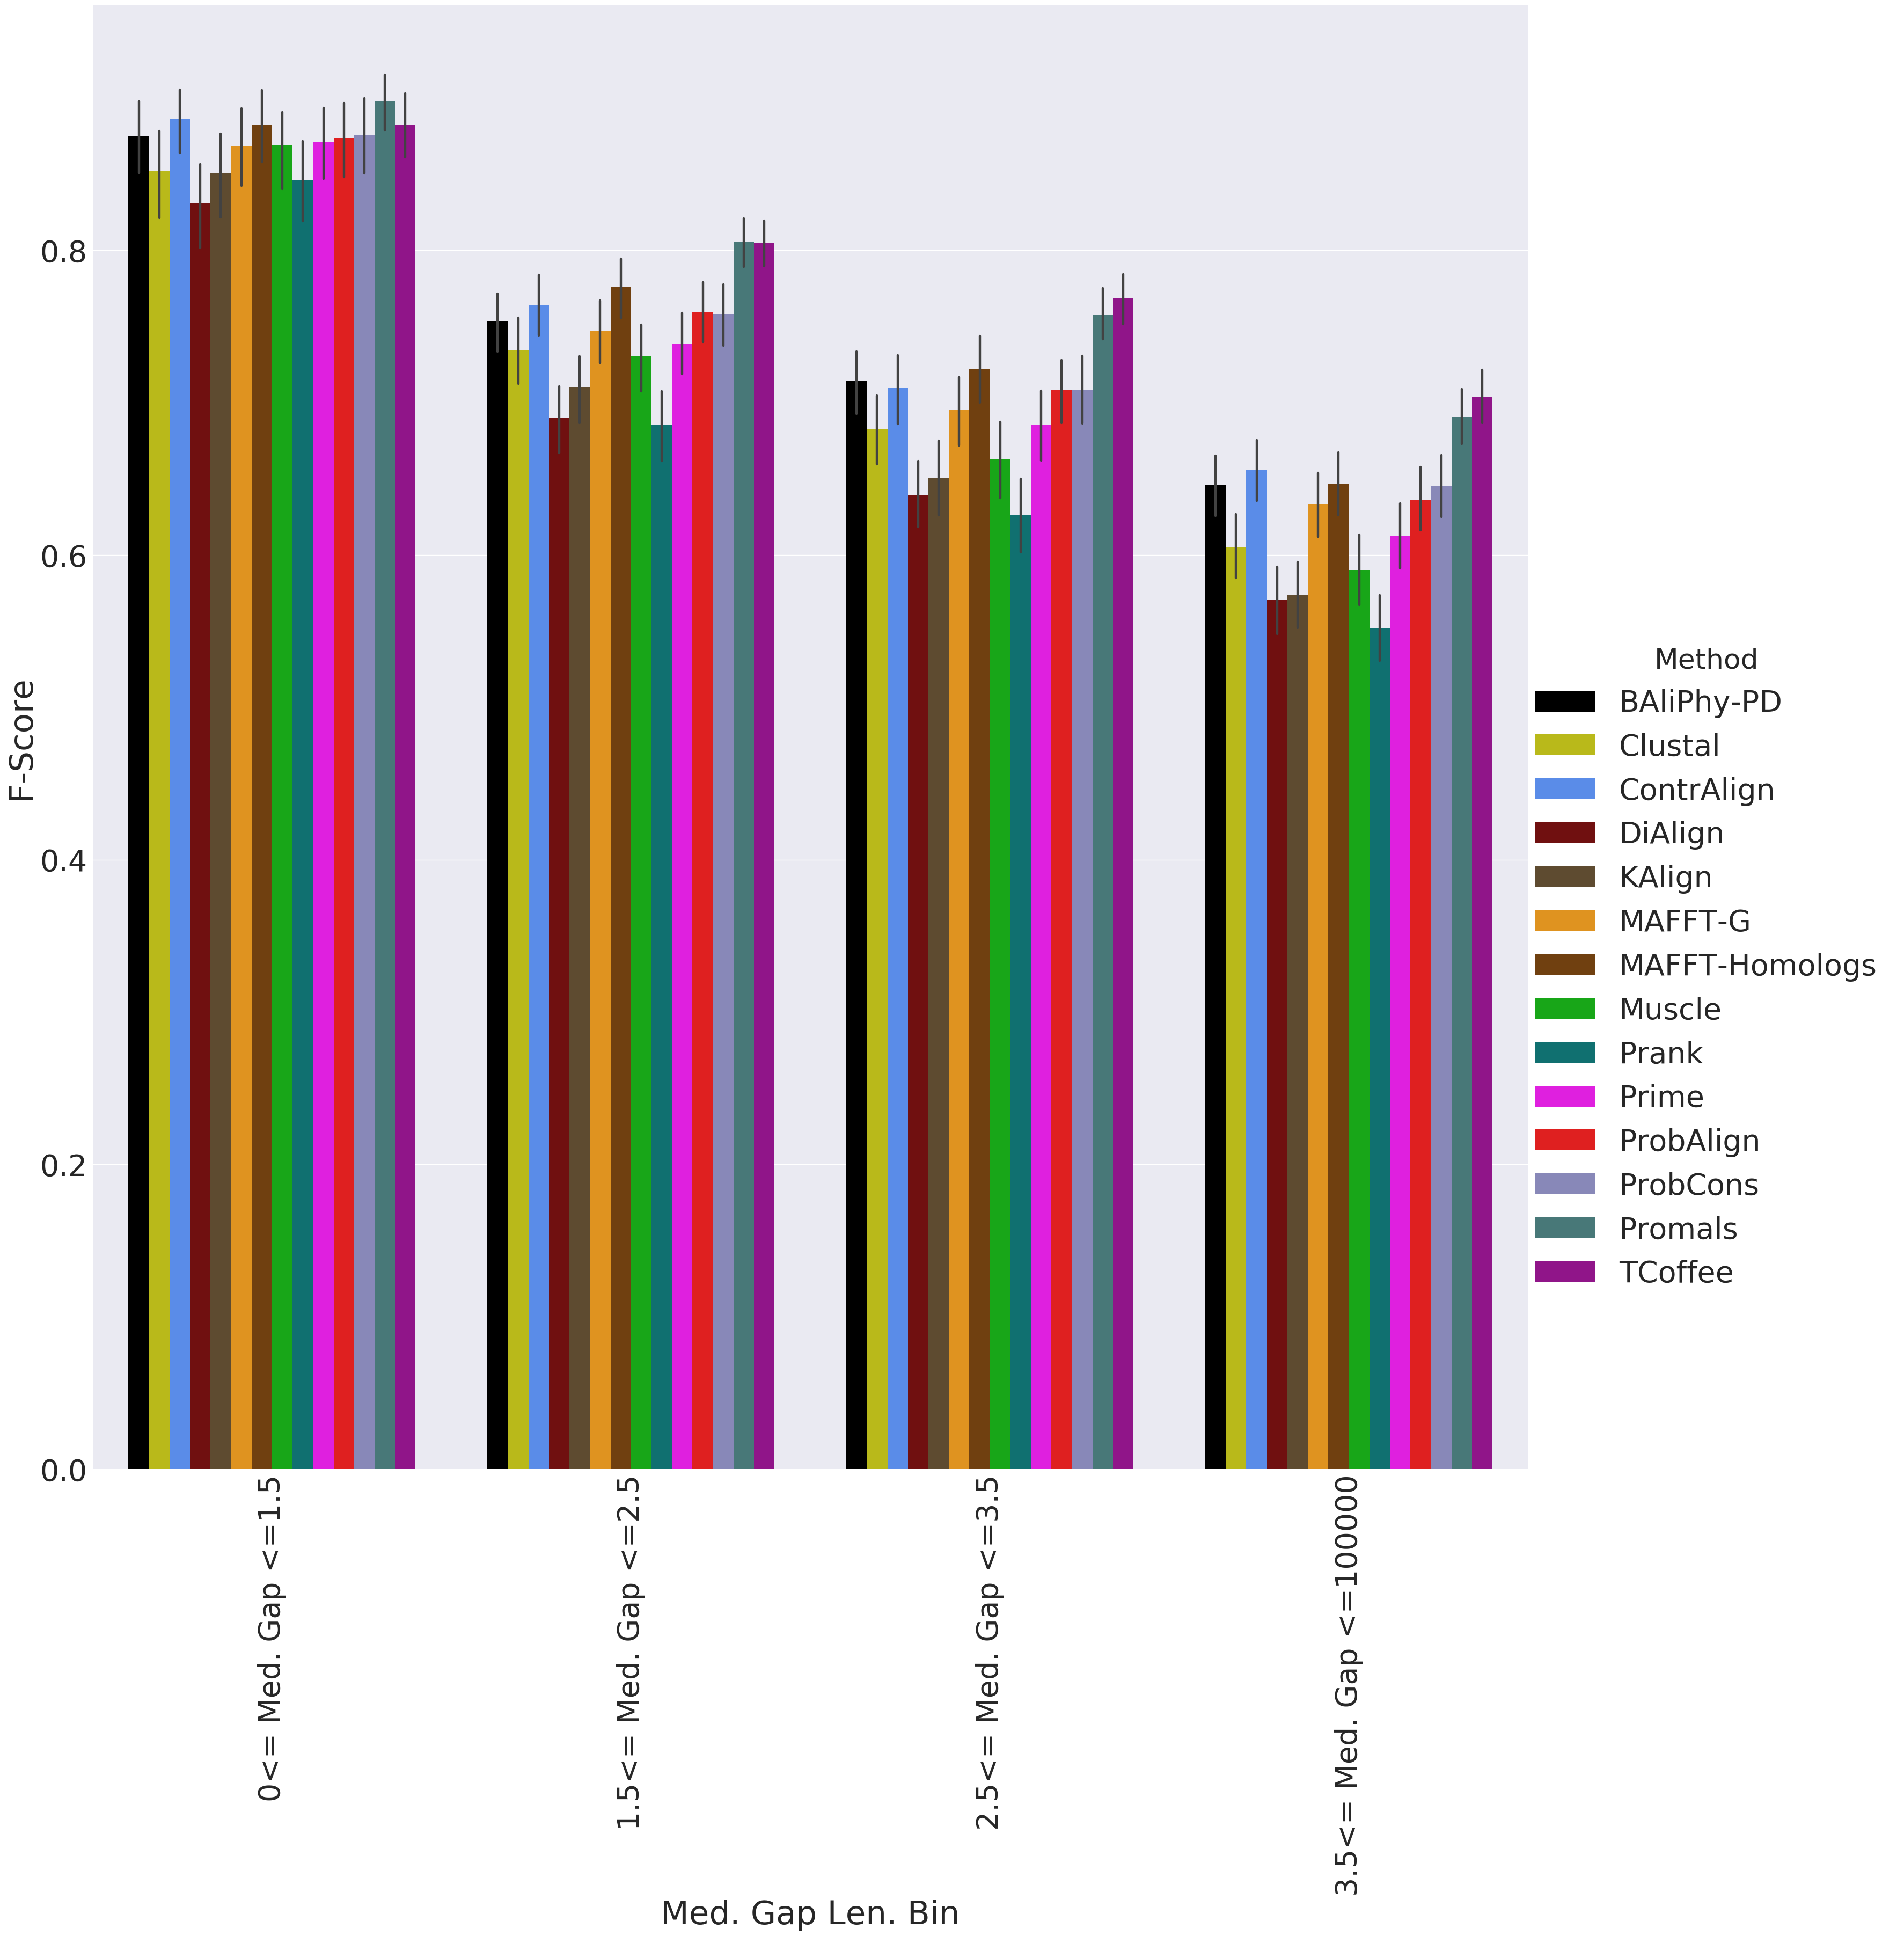 F-Score
0.8
0.6
0.4
0.2
0.0
0<= Med. Gap <=1.5
1.5<= Med. Gap <=2.5
2.5<= Med. Gap <=3.5
3.5<= Med. Gap <=100000
Med. Gap Len. Bin
Method
BAliPhy-PD
Clustal
ContrAlign
DiAlign
KAlign
MAFFT-G
MAFFT-Homologs
Muscle
Prank
Prime
ProbAlign
ProbCons
Promals
TCoffee